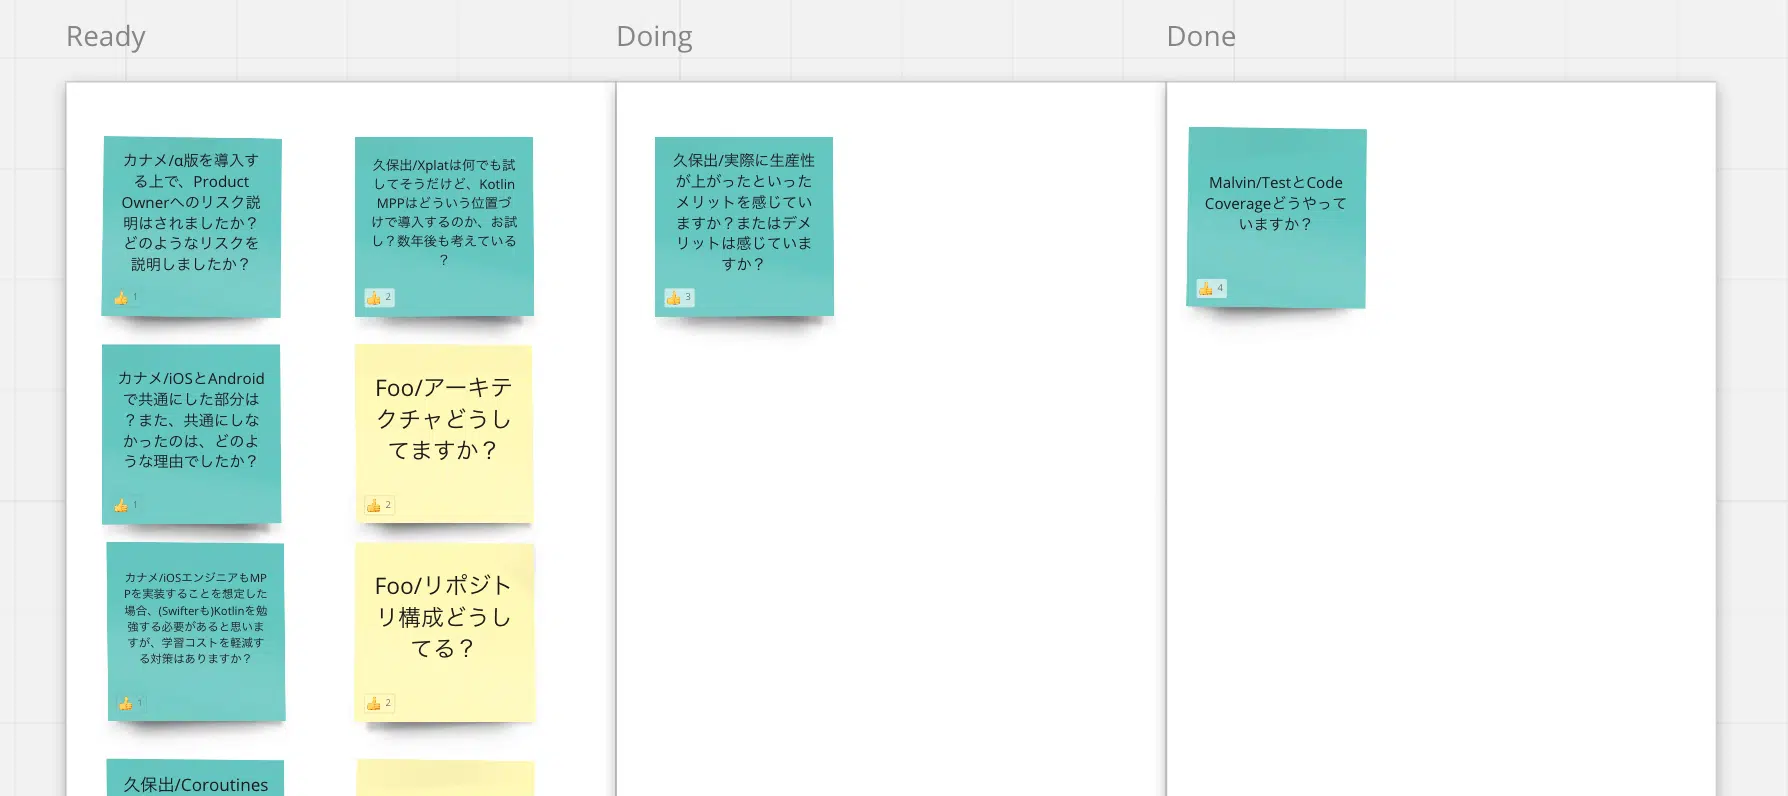 Ready
Doing
Done
カナメ/α版を導入す
る上で、Product
Ownerへのリスク説
明はされましたか？
どのようなリスクを
説明しましたか？
1
久保出/Xplatは何でも試
してそうだけど、Kotlin
MPPはどういう位置づ
けで導入するのか、お試
し？数年後も考えている
？
2
久保出/実際に生産性
が上がったといった
メリットを感じてい
ますか？またはデメ
リットは感じていま
すか？
3
Malvin/TestとCode
Coverageどうやって
いますか？
4
カナメ/iOSとAndroid
で共通にした部分は
？また、共通にしな
かったのは、どのよ
うな理由でしたか？
1
Foo/アーキテ
クチャどうし
てますか？
2
カナメ/iOSエンジニアもMP
Pを実装することを想定した
場合、(Swifterも)Kotlinを勉
強する必要があると思いま
すが、学習コストを軽減す
る対策はありますか？
1
Foo/リポジト
リ構成どうし
てる？
2
久保出/Coroutines